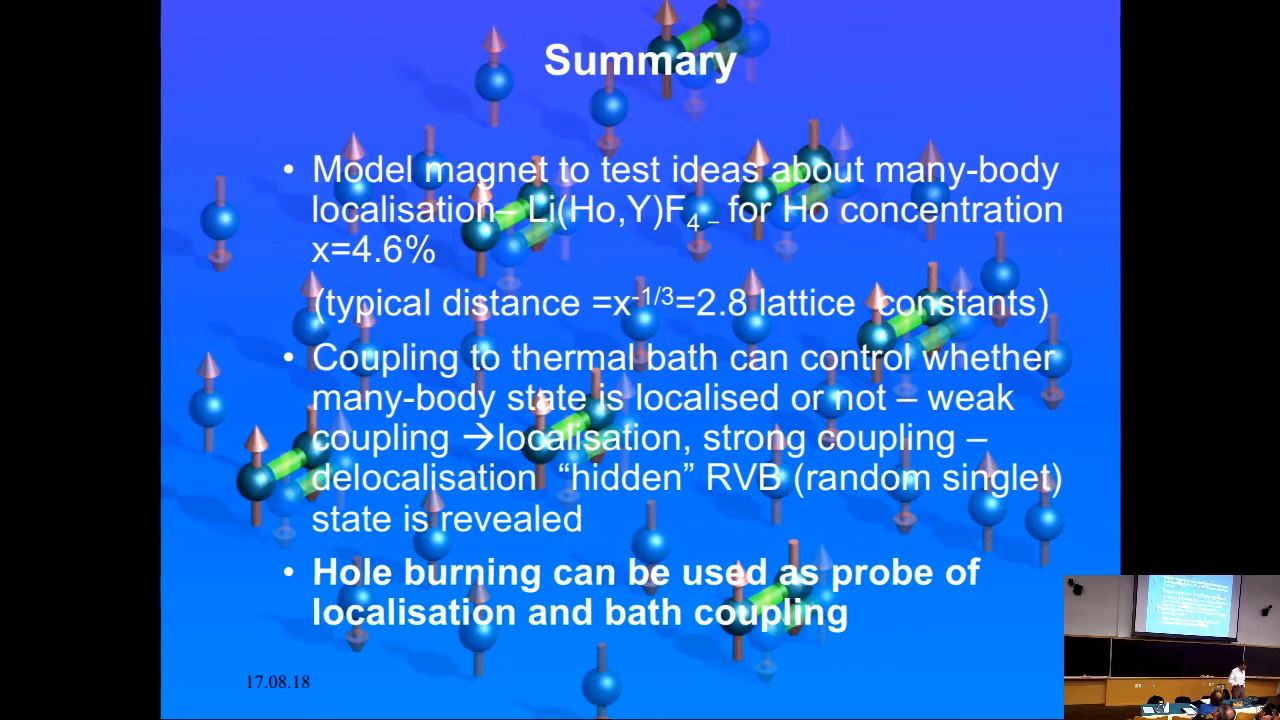 Summary
• Model magnet to test ideas about many-body
localisation– Li(Ho,Y)F4 – for Ho concentration
x=4.6%
(typical distance =x-1/3=2.8 lattice constants)
• Coupling to thermal bath can control whether
many-body state is localised or not – weak
coupling →localisation, strong coupling –
delocalisation “hidden” RVB (random singlet)
state is revealed
• Hole burning can be used as probe of
localisation and bath coupling
17.08.18